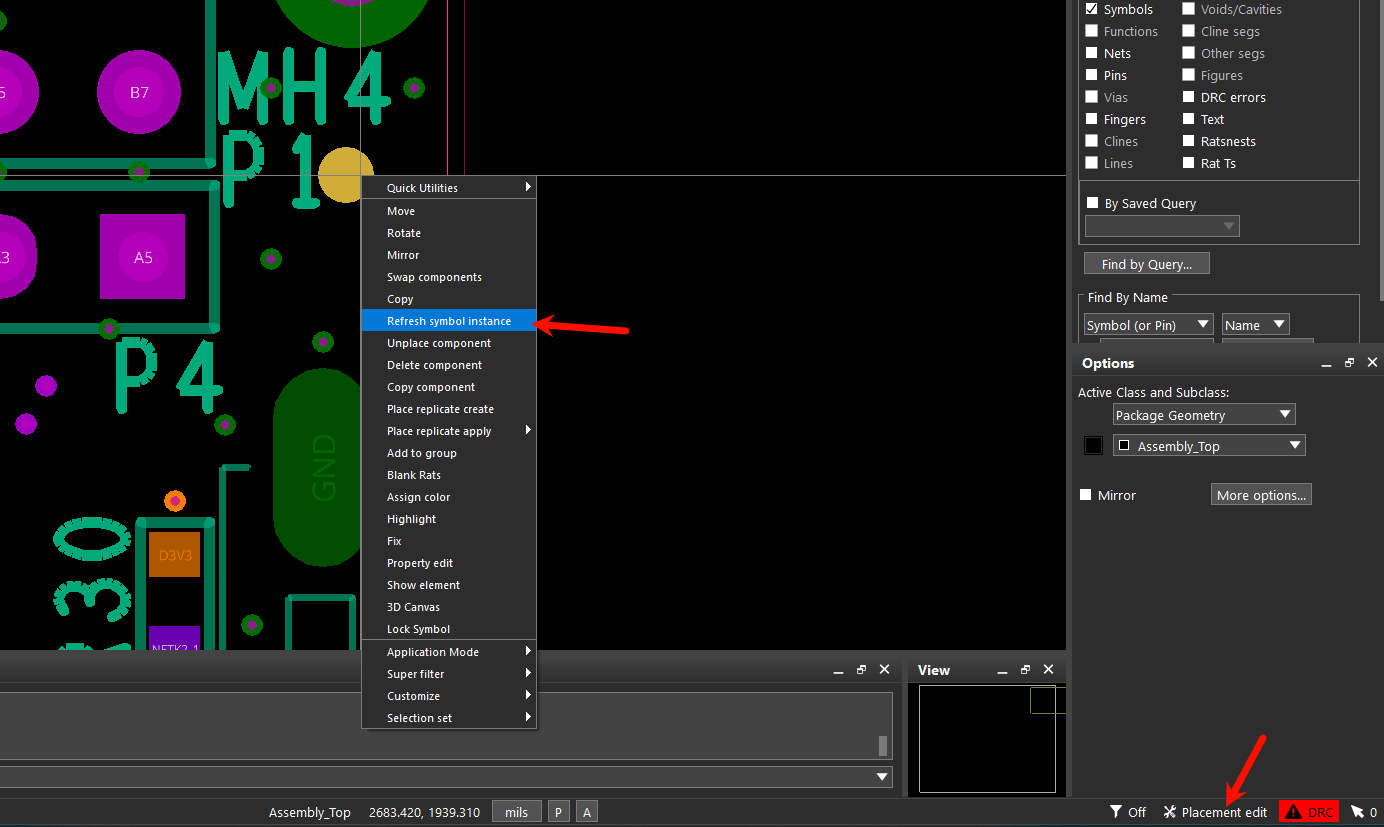 B7
MH4
P1
A5
P4
GND
D3V3
30
Quick Utilities
Move
Rotate
Mirror
Swap components
Copy
Refresh symbol instance
Unplace component
Delete component
Copy component
Place replicate create
Place replicate apply
Add to group
Blank Rats
Assign color
Highlight
Fix
Property edit
Show element
3D Canvas
Lock Symbol
Application Mode
Super filter
Customize
Selection set
Symbols
Voids/Cavities
Functions
Cline segs
Nets
Other segs
Pins
Figures
Vias
DRC errors
Fingers
Text
Clines
Ratsnests
Lines
Rat Ts
By Saved Query
Find by Query...
Find By Name
Symbol (or Pin)
Name
Options
Active Class and Subclass:
Package Geometry
Assembly_Top
Mirror
More options...
View
Assembly_Top
2683.420, 1939.310
mils
P
A
Off
Placement edit
DRC
0